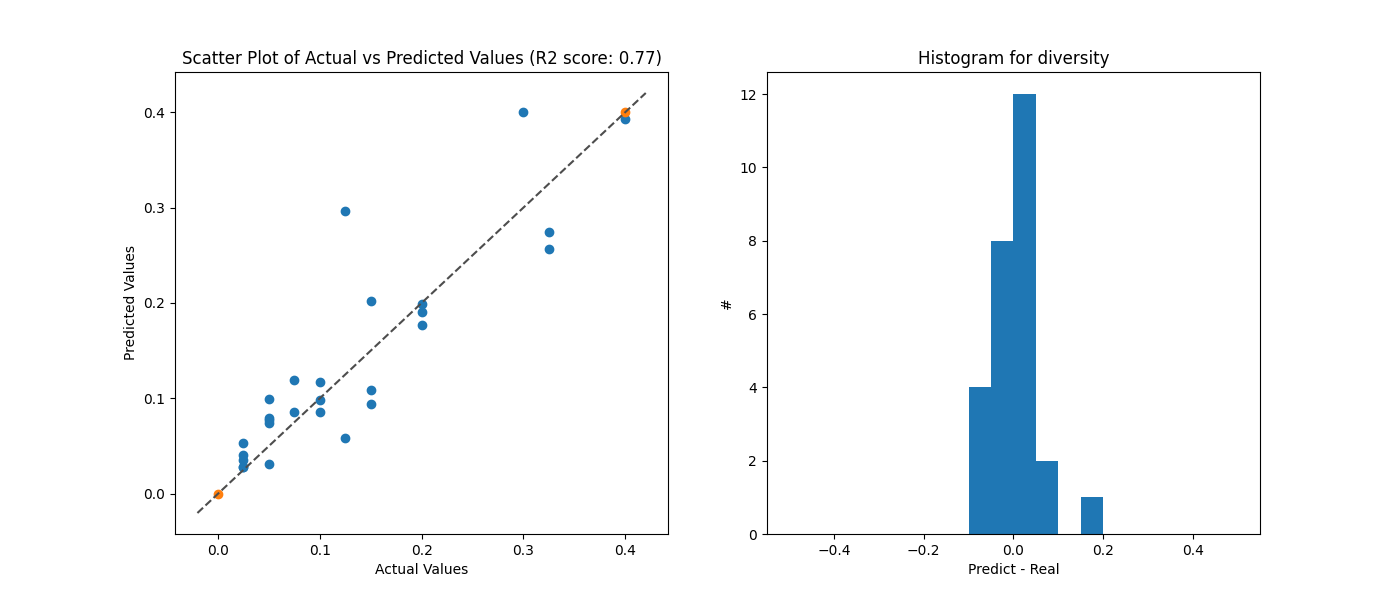 Scatter Plot of Actual vs Predicted Values (R2 score: 0.77)
0.4
0.3
0.2
0.1
0.0
Predicted Values
0.0 0.1 0.2 0.3 0.4
Actual Values
Histogram for diversity
12
10
8
6
4
2
0
#
−0.4 −0.2 0.0 0.2 0.4
Predict - Real